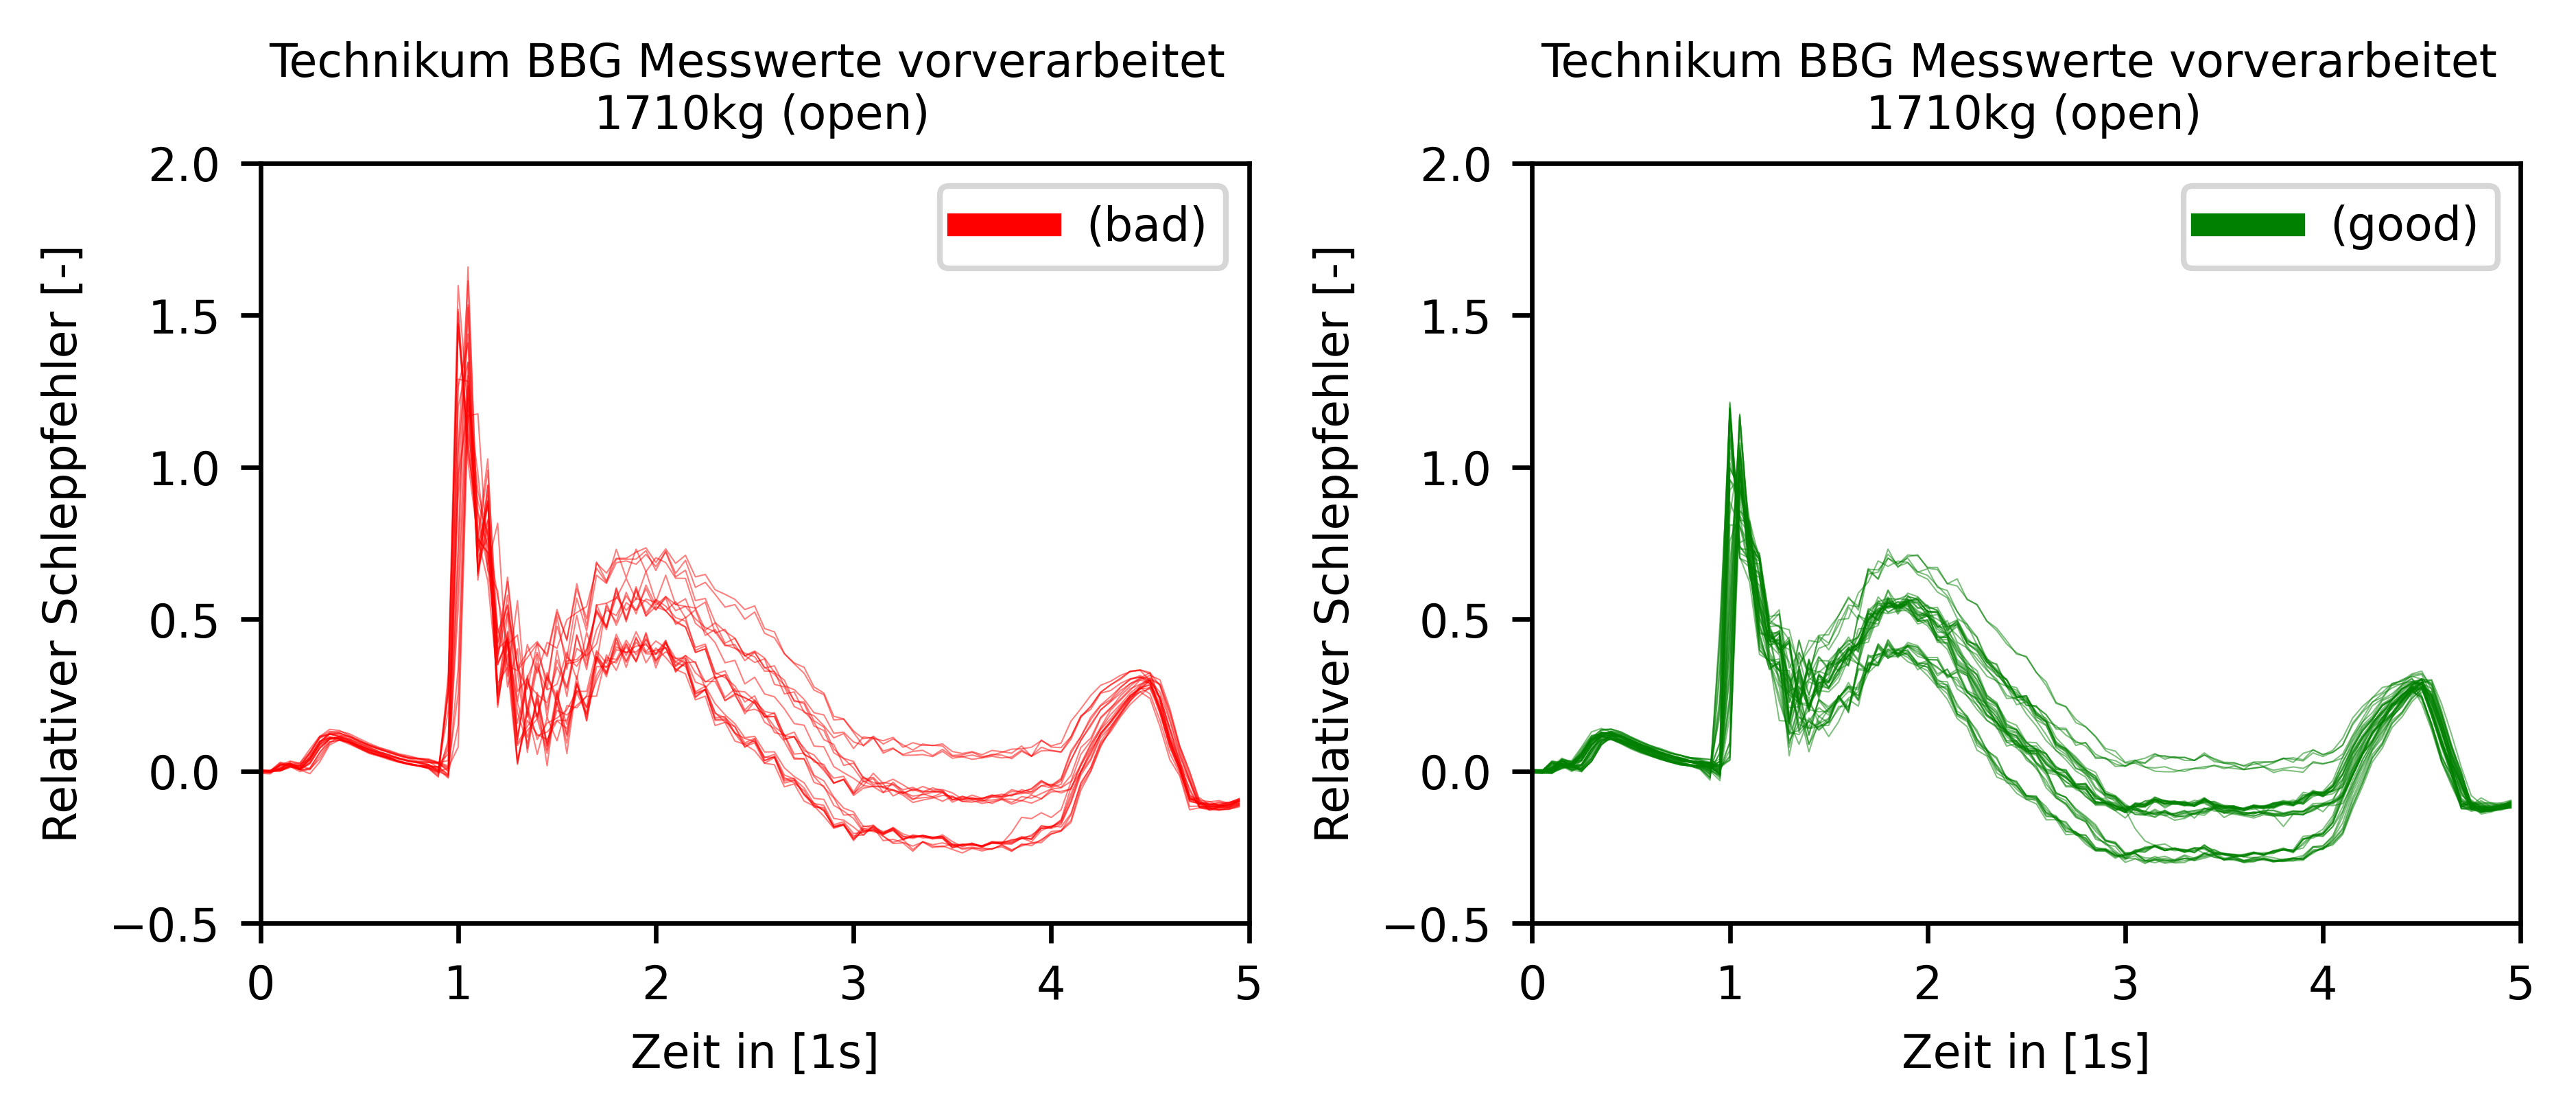 Technikum BBG Messwerte vorverarbeitet
1710kg (open)
Relativer Schleppfehler [-]
2.0
1.5
1.0
0.5
0.0
−0.5
(bad)
0 1 2 3 4 5
Zeit in [1s]
Technikum BBG Messwerte vorverarbeitet
1710kg (open)
Relativer Schleppfehler [-]
2.0
1.5
1.0
0.5
0.0
−0.5
(good)
0 1 2 3 4 5
Zeit in [1s]